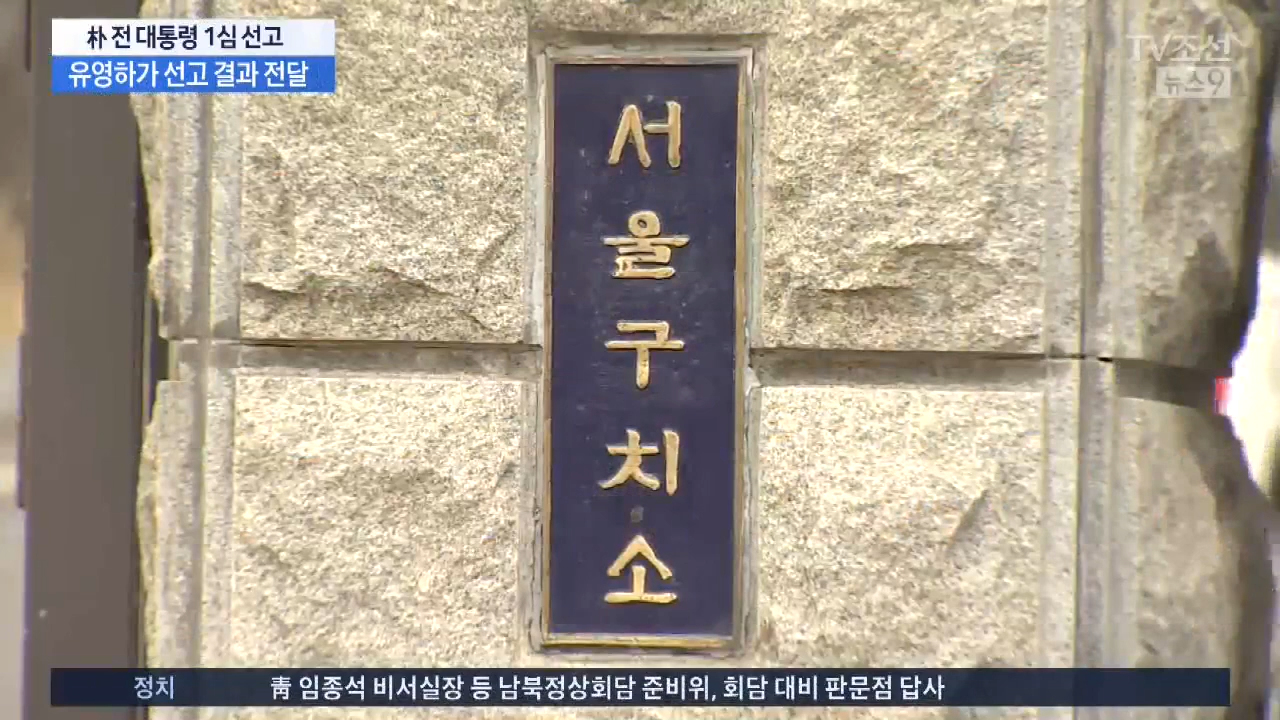 朴 전 대통령 1심 선고
유영하가 선고 결과 전달
TV조선
뉴스9
서울구치소
정치
靑 임종석 비서실장 등 남북정상회담 준비위, 회담 대비 판문점 답사